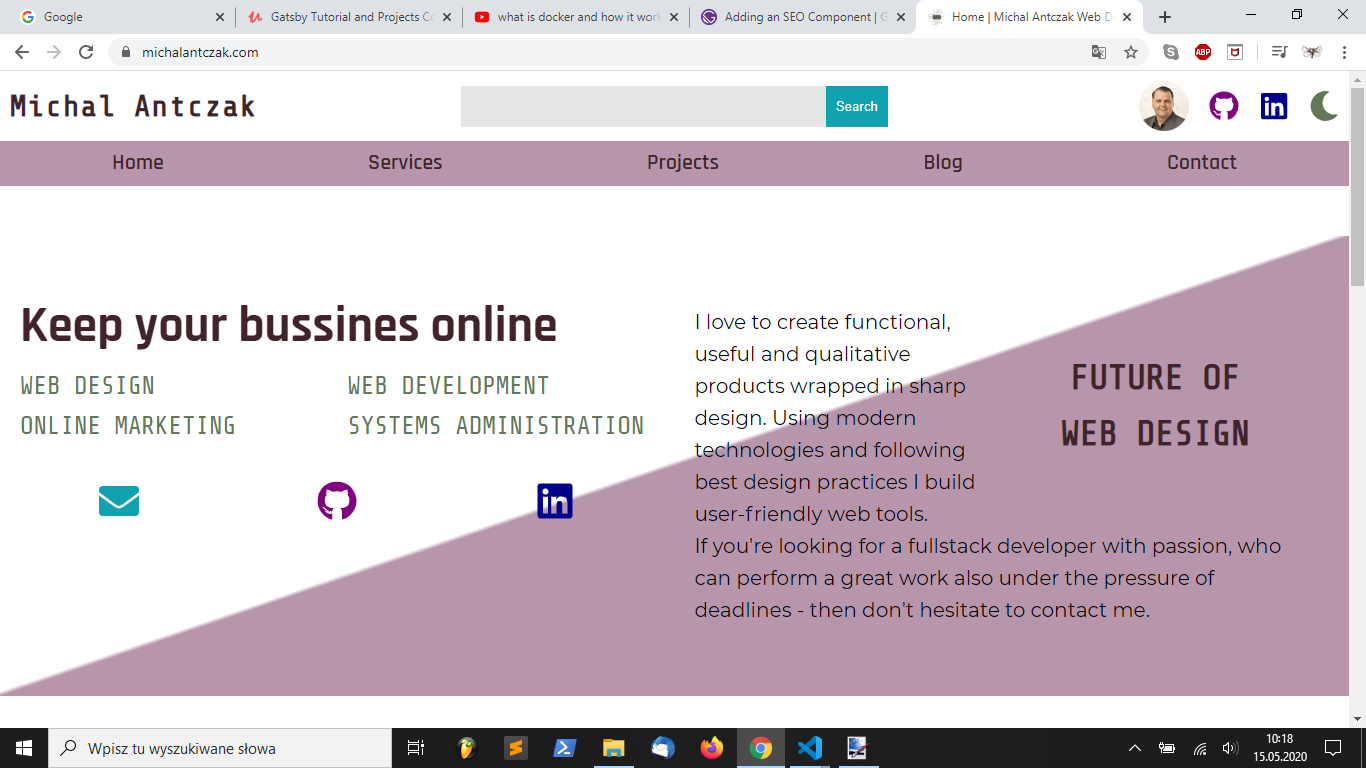 Google
Gatsby Tutorial and Projects Co
what is docker and how it work
Adding an SEO Component | G
Home | Michal Antczak Web D
michalantczak.com
ABP
Michal Antczak
Search
Home
Services
Projects
Blog
Contact
Keep your bussines online
WEB DESIGN
WEB DEVELOPMENT
ONLINE MARKETING
SYSTEMS ADMINISTRATION
I love to create functional,
useful and qualitative
products wrapped in sharp
design. Using modern
technologies and following
best design practices I build
user-friendly web tools.
If you're looking for a fullstack developer with passion, who
can perform a great work also under the pressure of
deadlines - then don't hesitate to contact me.
FUTURE OF
WEB DESIGN
Wpisz tu wyszukiwane słowa
10:18
15.05.2020